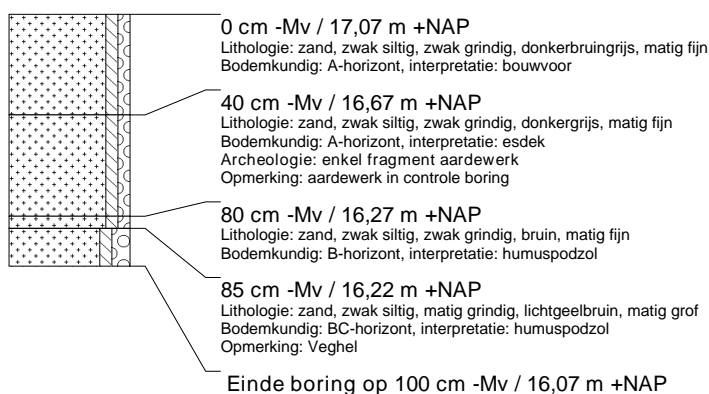 0 cm -Mv / 17,07 m +NAP
Lithologie: zand, zwak siltig, zwak grindig, donkerbruingrijs, matig fijn
Bodemkundig: A-horizont, interpretatie: bouwvoor
40 cm -Mv / 16,67 m +NAP
Lithologie: zand, zwak siltig, zwak grindig, donkergrijs, matig fijn
Bodemkundig: A-horizont, interpretatie: esdek
Archeologie: enkel fragment aardewerk
Opmerking: aardewerk in controle boring
80 cm -Mv / 16,27 m +NAP
Lithologie: zand, zwak siltig, zwak grindig, bruin, matig fijn
Bodemkundig: B-horizont, interpretatie: humuspodzol
85 cm -Mv / 16,22 m +NAP
Lithologie: zand, zwak siltig, matig grindig, lichtgeelbruin, matig grof
Bodemkundig: BC-horizont, interpretatie: humuspodzol
Opmerking: Veghel
Einde boring op 100 cm -Mv / 16,07 m +NAP